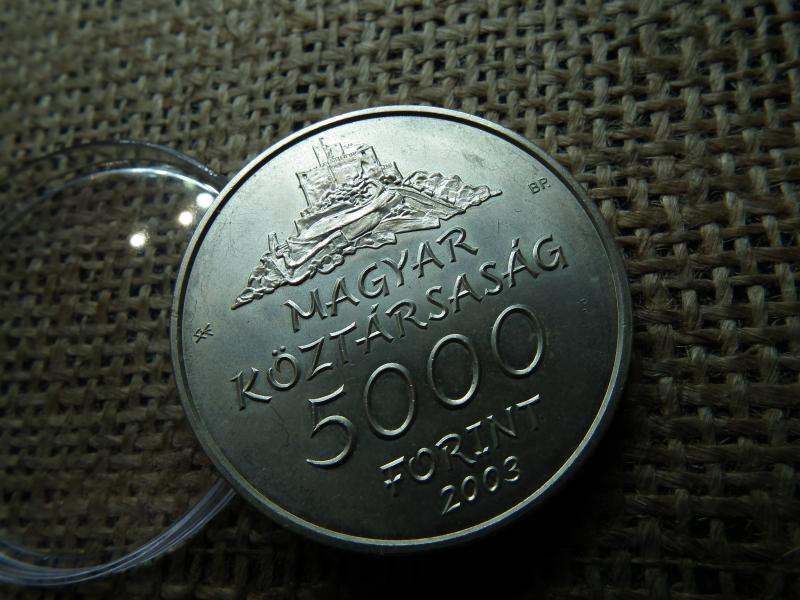 BP.
MAGYAR
KÖZTÁRSASÁG
5000
FORINT
2003